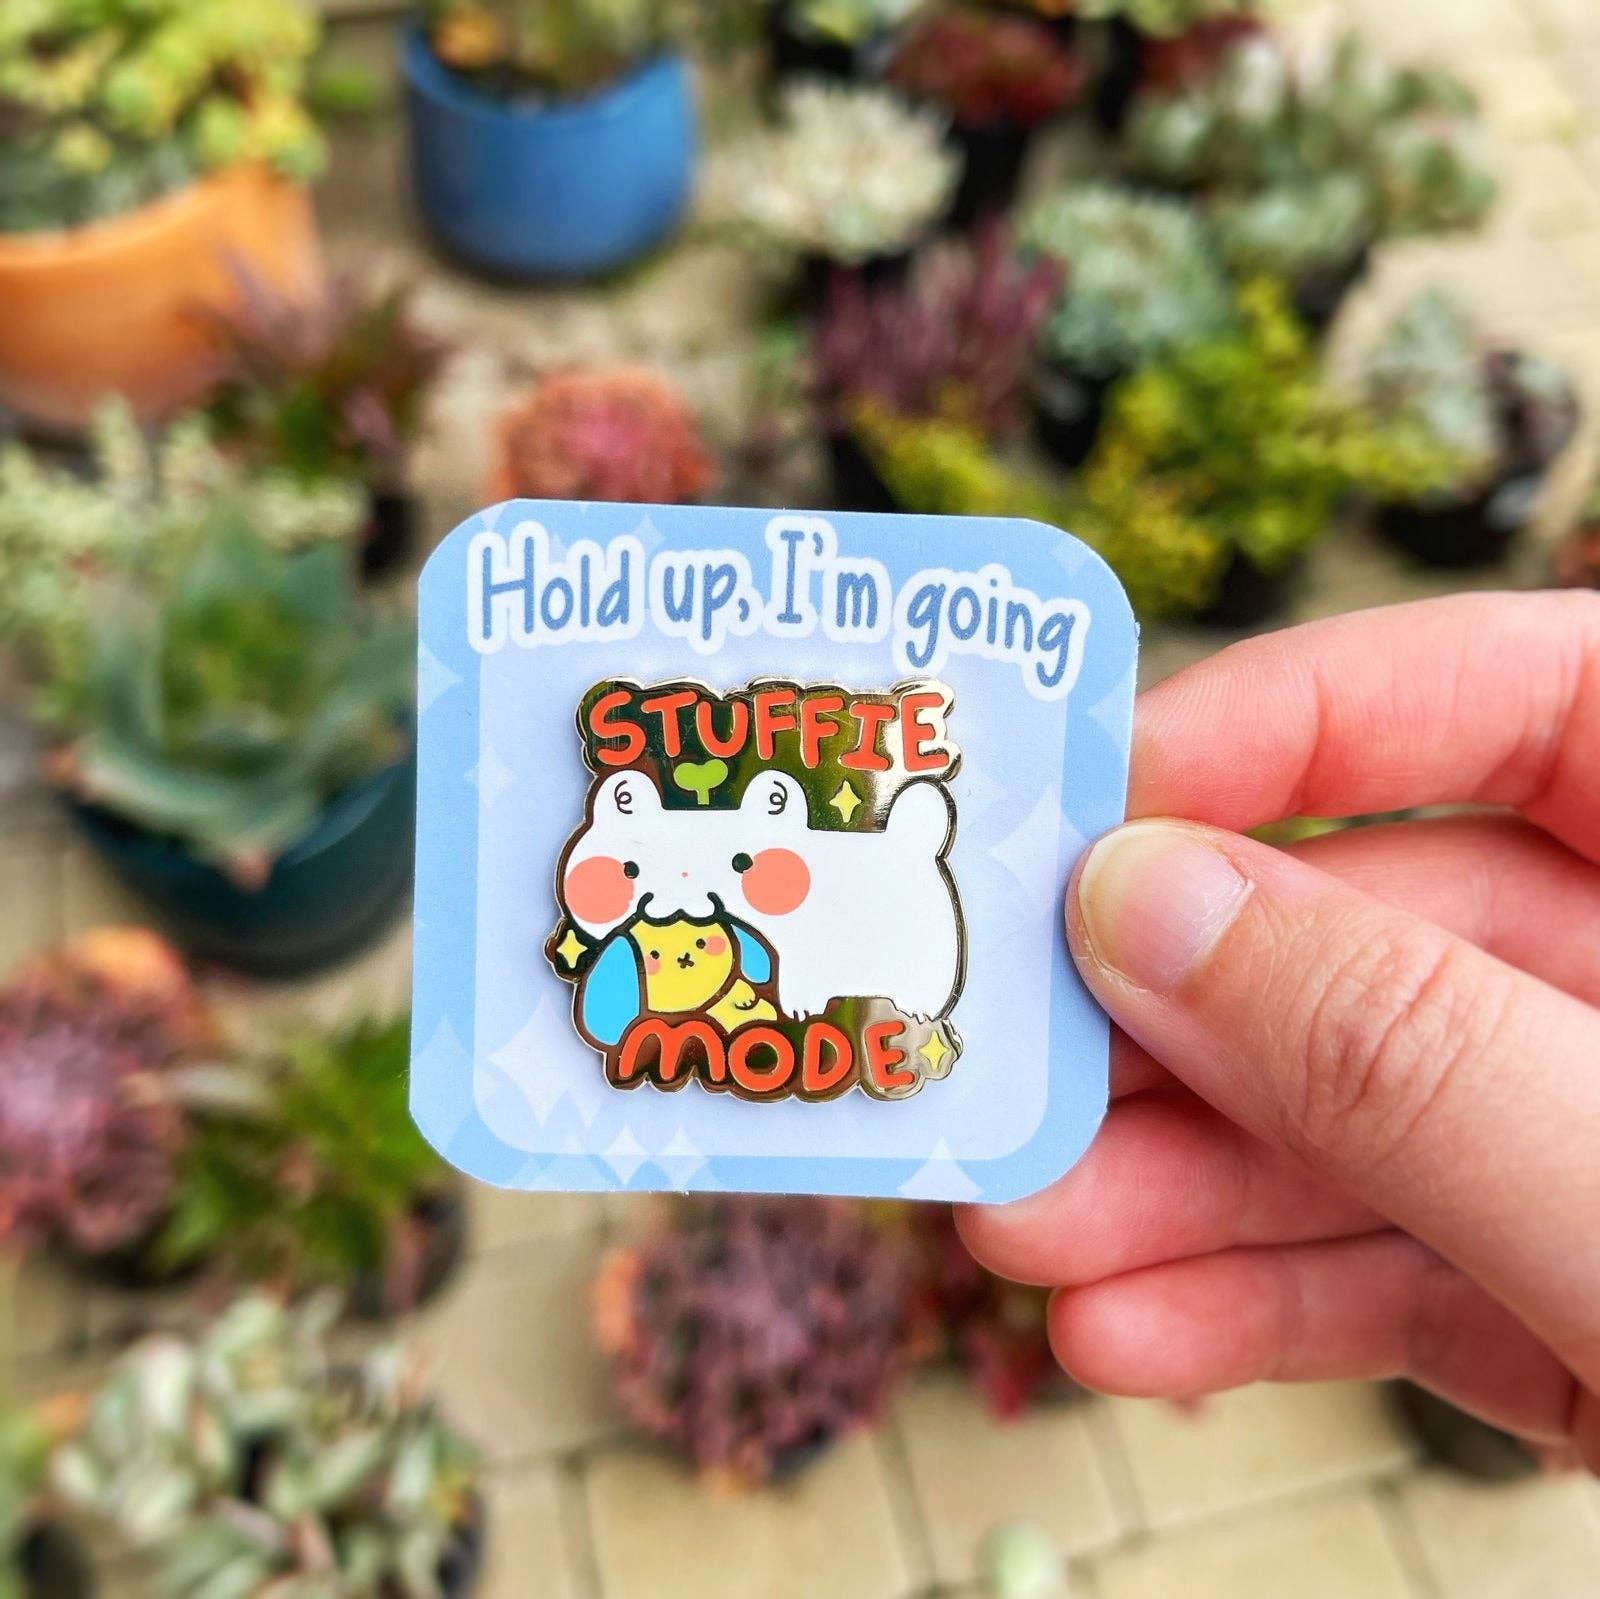 Hold up, I'm going
STUFFIE
MODE